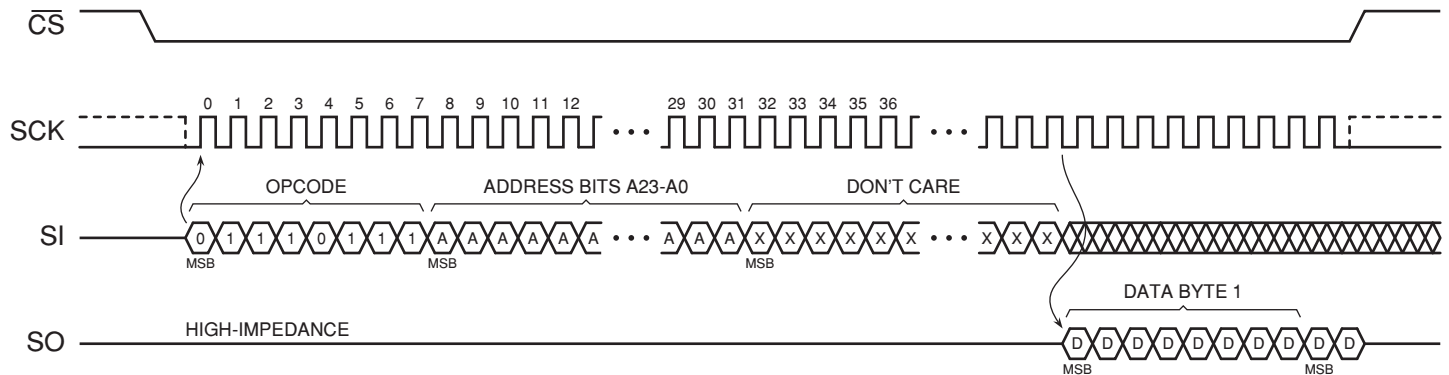 C̅S̅
0 1 2 3 4 5 6 7 8 9 10 11 12 29 30 31 32 33 34 35 36
SCK • • • • • •
OPCODE ADDRESS BITS A23-A0 DON'T CARE
SI 0 1 1 1 0 1 1 1 A A A A A A • • • A A A X X X X X X • • • X X X
MSB MSB MSB
DATA BYTE 1
HIGH-IMPEDANCE
SO D D D D D D D D D D
MSB MSB